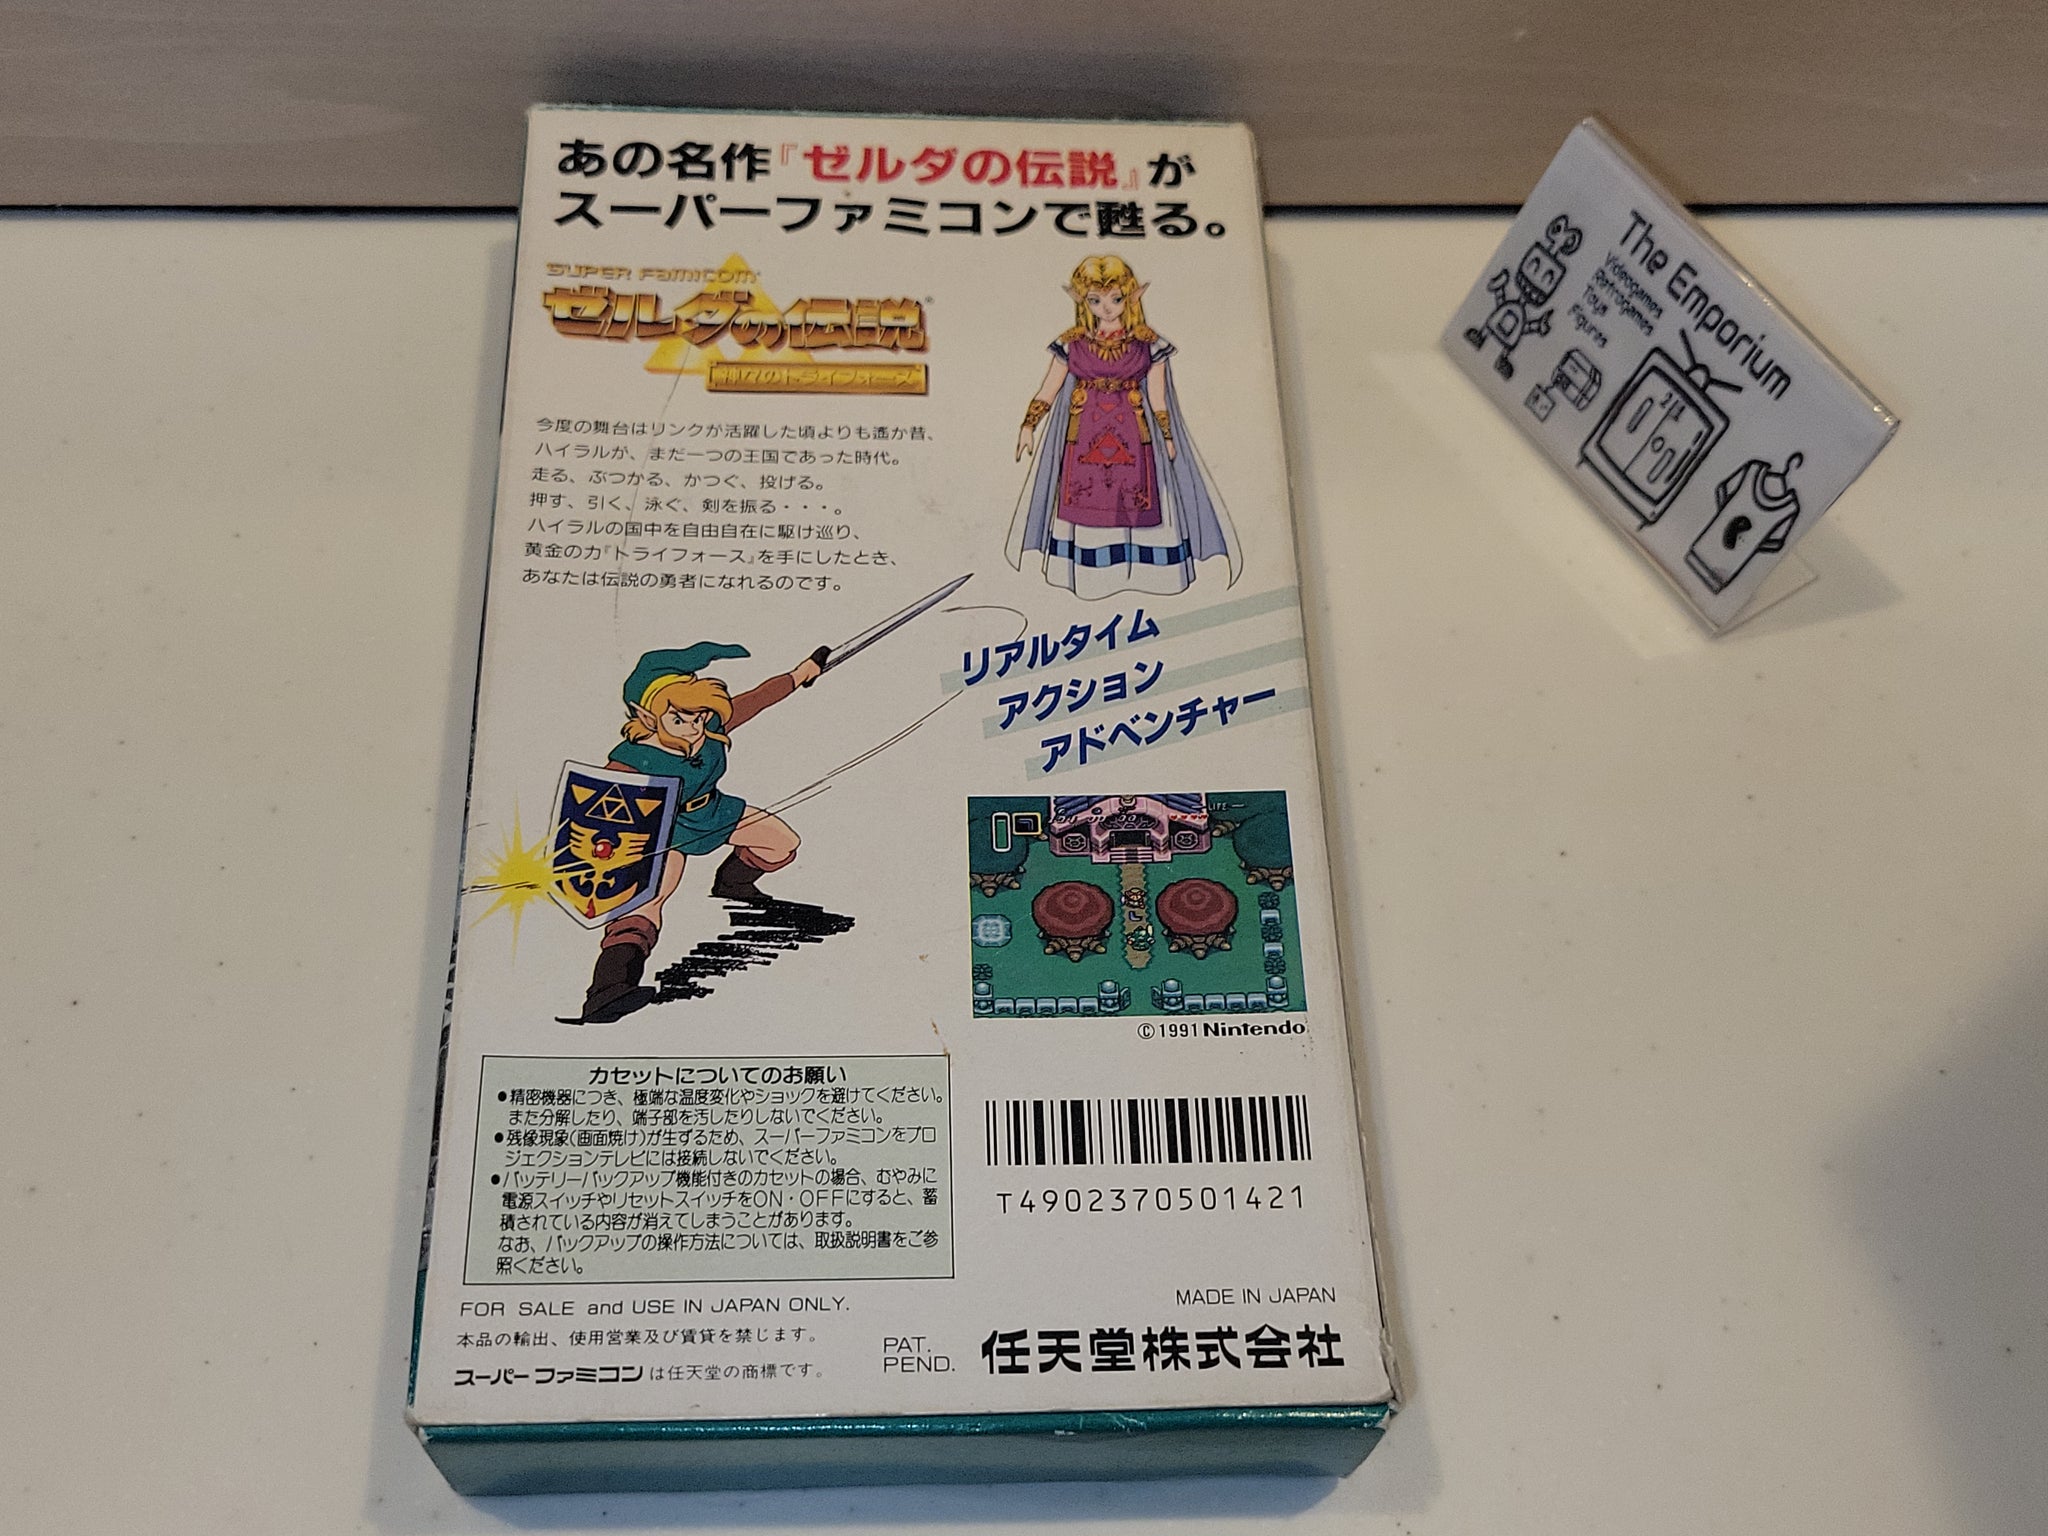 あの名作『ゼルダの伝説』が
スーパーファミコンで甦る。
SUPER FAMICOM
ゼルダの伝説
神々のトライフォース
今度の舞台はリンクが活躍した頃よりも遙か昔、
ハイラルが、まだ一つの王国であった時代。
走る、ぶつかる、かつぐ、投げる。
押す、引く、泳ぐ、剣を振る・・・。
ハイラルの国中を自由自在に駆け巡り、
黄金の力『トライフォース』を手にしたとき、
あなたは伝説の勇者になれるのです。
リアルタイム
アクション
アドベンチャー
LIFE
©1991 Nintendo
カセットについてのお願い
●精密機器につき、極端な温度変化やショックを避けてください。
また分解したり、端子部を汚したりしないでください。
●残像現象(画面焼け)が生ずるため、スーパーファミコンをプロ
ジェクションテレビには接続しないでください。
●バッテリーバックアップ機能付きのカセットの場合、むやみに
電源スイッチやリセットスイッチをON・OFFにすると、蓄
積されている内容が消えてしまうことがあります。
なお、バックアップの操作方法については、取扱説明書をご参
照ください。
T4902370501421
FOR SALE and USE IN JAPAN ONLY.
本品の輸出、使用営業及び賃貸を禁じます。
スーパーファミコンは任天堂の商標です。
PAT.
PEND.
MADE IN JAPAN
任天堂株式会社
The Emporium
Videogames
Retrogames
Toys
Figures